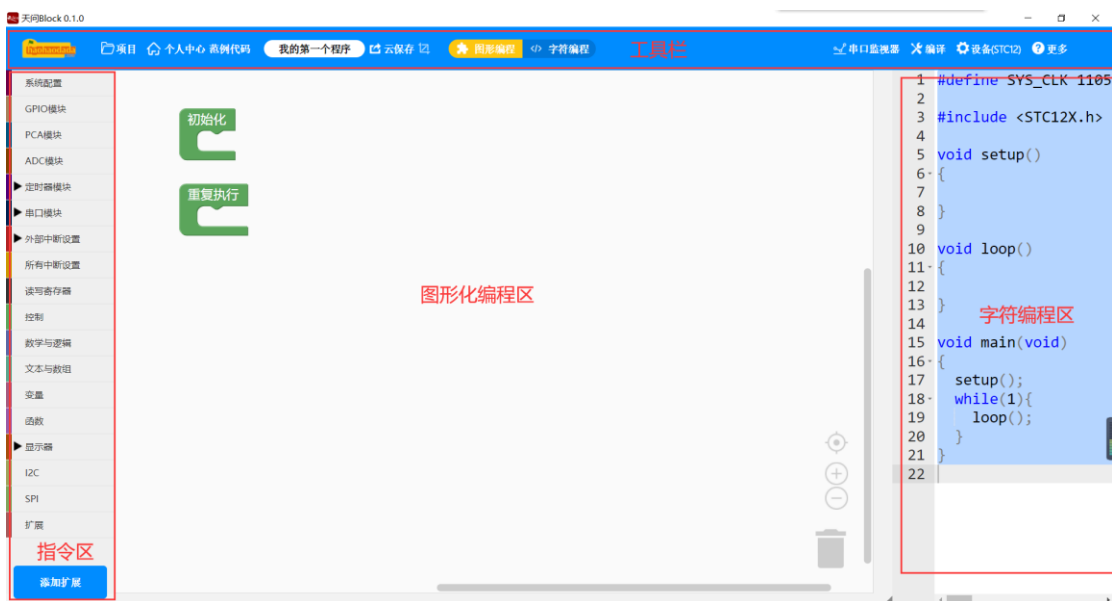 天问Block 0.1.0
项目 个人中心 范例代码 我的第一个程序 云保存 图形编程 </> 字符编程 工具栏 串口监视器 编译 设备(STC12) 更多
系统配置
GPIO模块
PCA模块
ADC模块
定时器模块
串口模块
外部中断设置
所有中断设置
读写寄存器
控制
数学与逻辑
文本与数组
变量
函数
显示器
I2C
SPI
扩展
指令区
添加扩展
初始化
重复执行
图形化编程区
1 #define SYS_CLK 1105
2
3 #include <STC12X.h>
4
5 void setup()
6 {
7
8 }
9
10 void loop()
11 {
12
13 }
14
15 void main(void)
16 {
17 setup();
18 while(1){
19 loop();
20 }
21 }
22
字符编程区